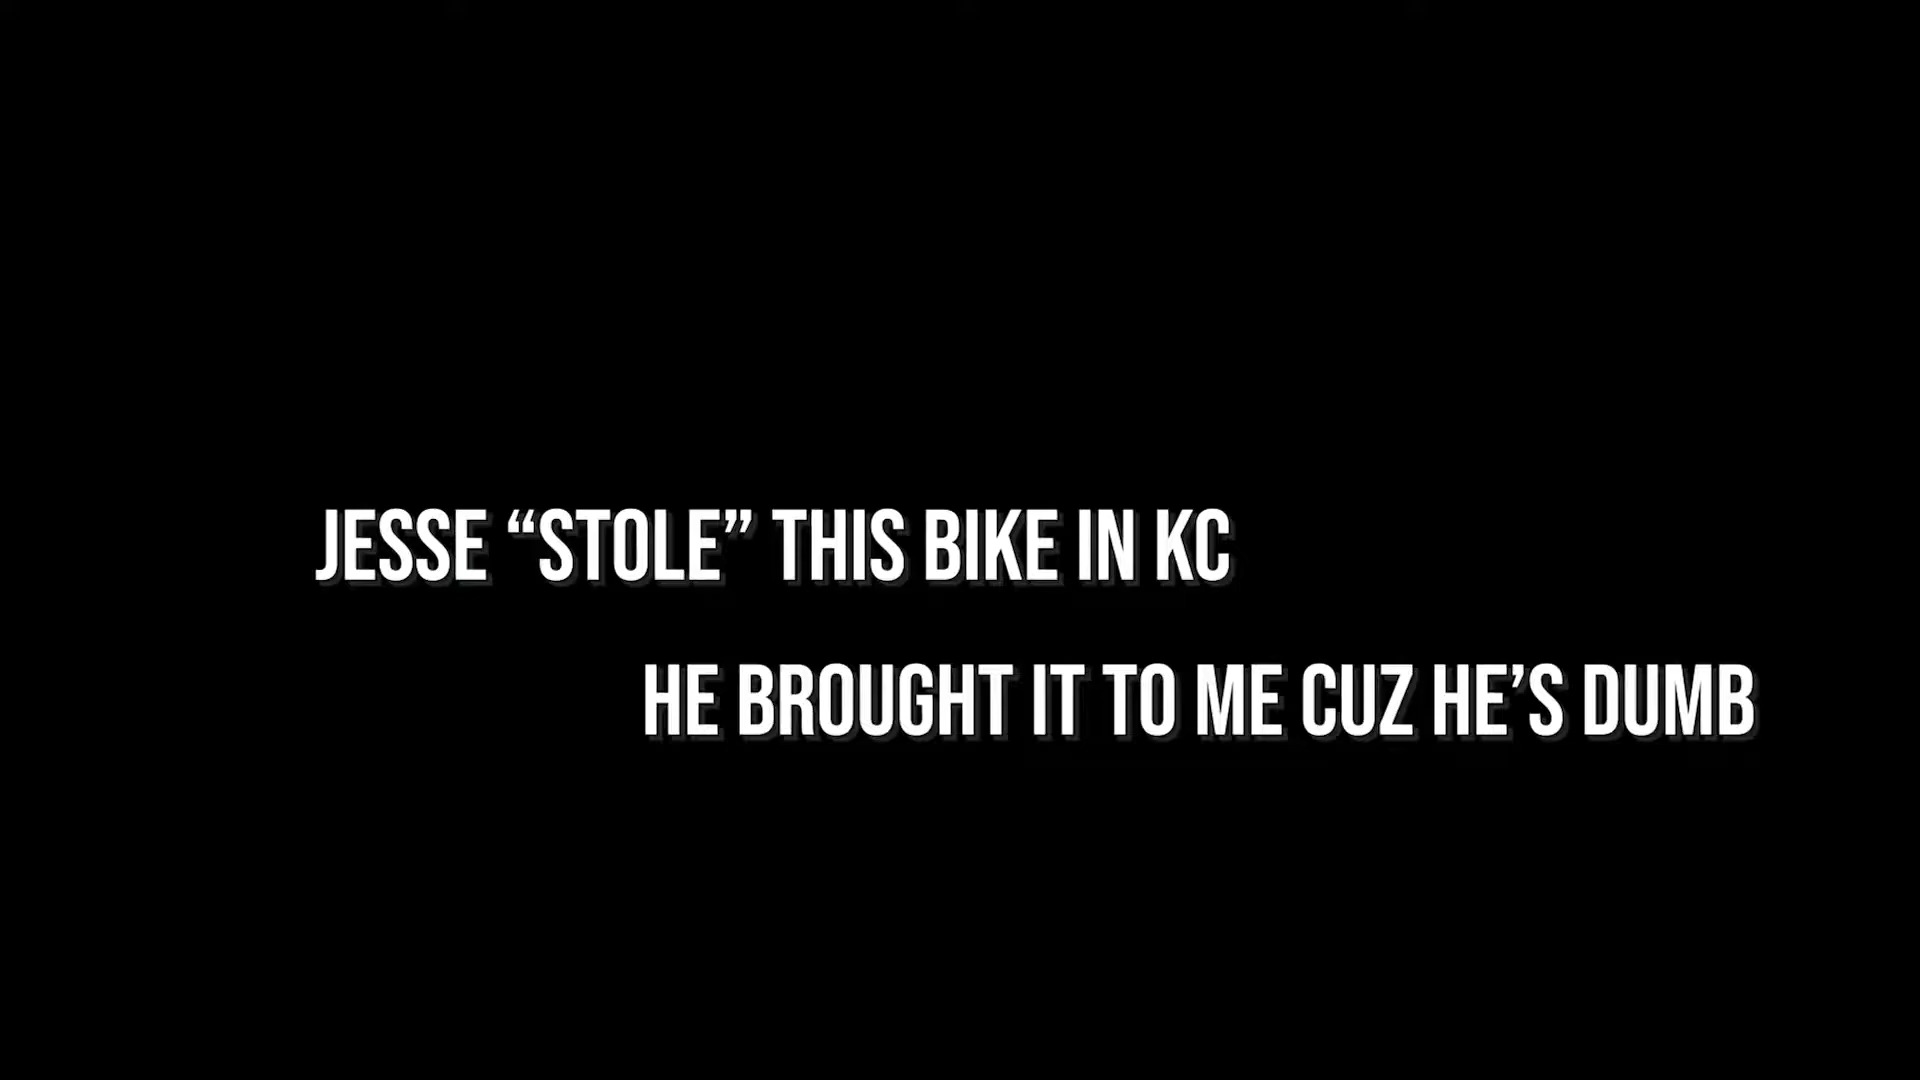 JESSE “STOLE” THIS BIKE IN KC
HE BROUGHT IT TO ME CUZ HE’S DUMB